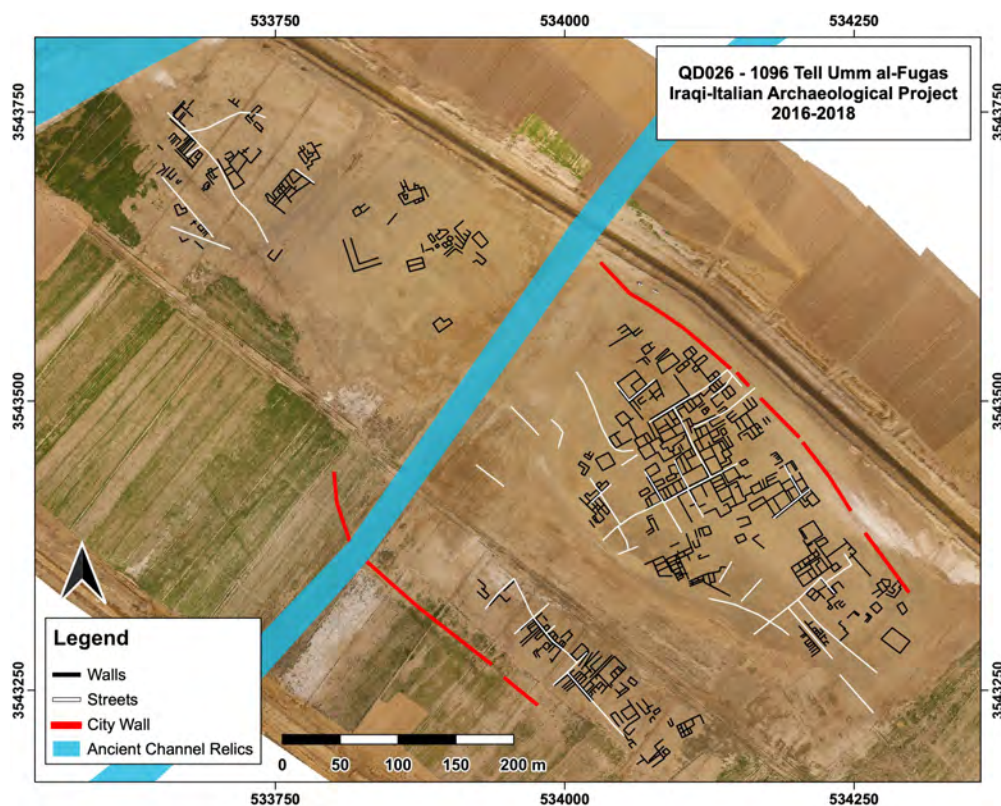 533750 534000 534250
QD026 - 1096 Tell Umm al-Fugas
Iraqi-Italian Archaeological Project
2016-2018
3543750 3543750
3543500 3543500
3543250 3543250
Legend
Walls
Streets
City Wall
Ancient Channel Relics
0 50 100 150 200 m
533750 534000 534250